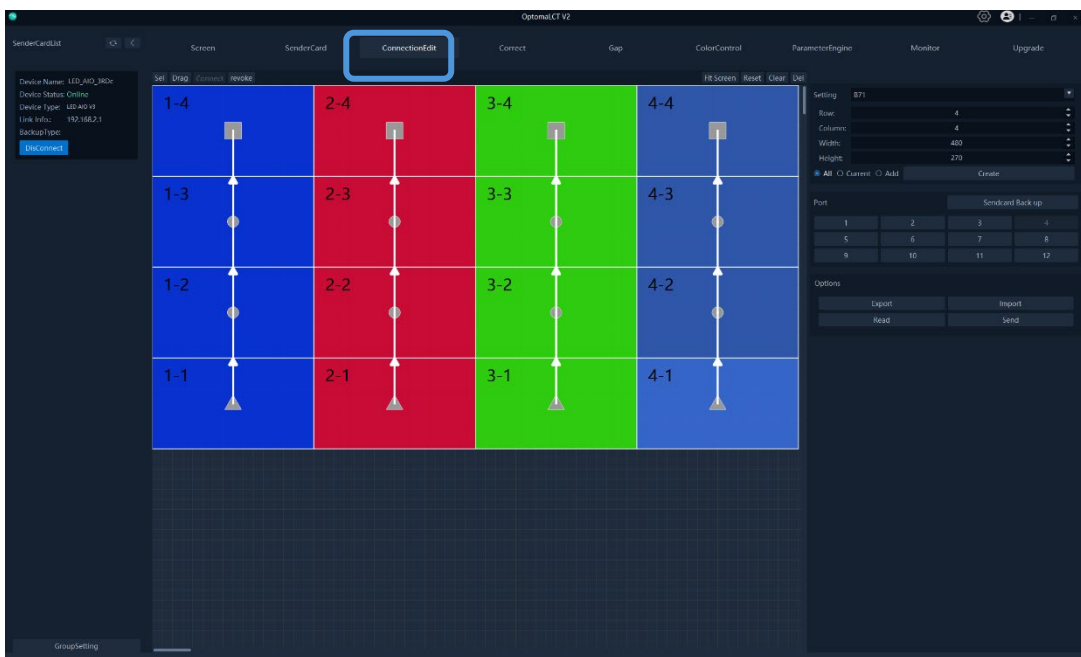 OptomaLCT V2
SenderCardList
Screen SenderCard ConnectionEdit Correct Gap ColorControl ParameterEngine Monitor Upgrade
Device Name: LED_AIO_3RDc
Device Status: Online
Device Type: LED AIO V3
Link Info.: 192.168.2.1
BackupType:
DisConnect
Sel Drag Connect revoke Fit Screen Reset Clear Del
1-4 2-4 3-4 4-4
1-3 2-3 3-3 4-3
1-2 2-2 3-2 4-2
1-1 2-1 3-1 4-1
Setting B71
Row: 4
Column: 4
Width: 480
Height: 270
All Current Add Create
Port Sendcard Back up
1 2 3 4
5 6 7 8
9 10 11 12
Options
Export Import
Read Send
GroupSetting